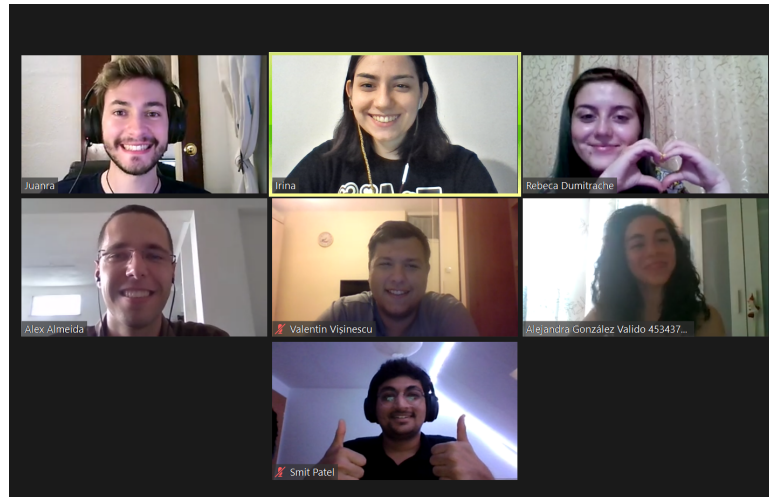 Juanra
Irina
Rebeca Dumitrache
Alex Almeida
Valentin Vișinescu
Alejandra González Valido 453437...
Smit Patel